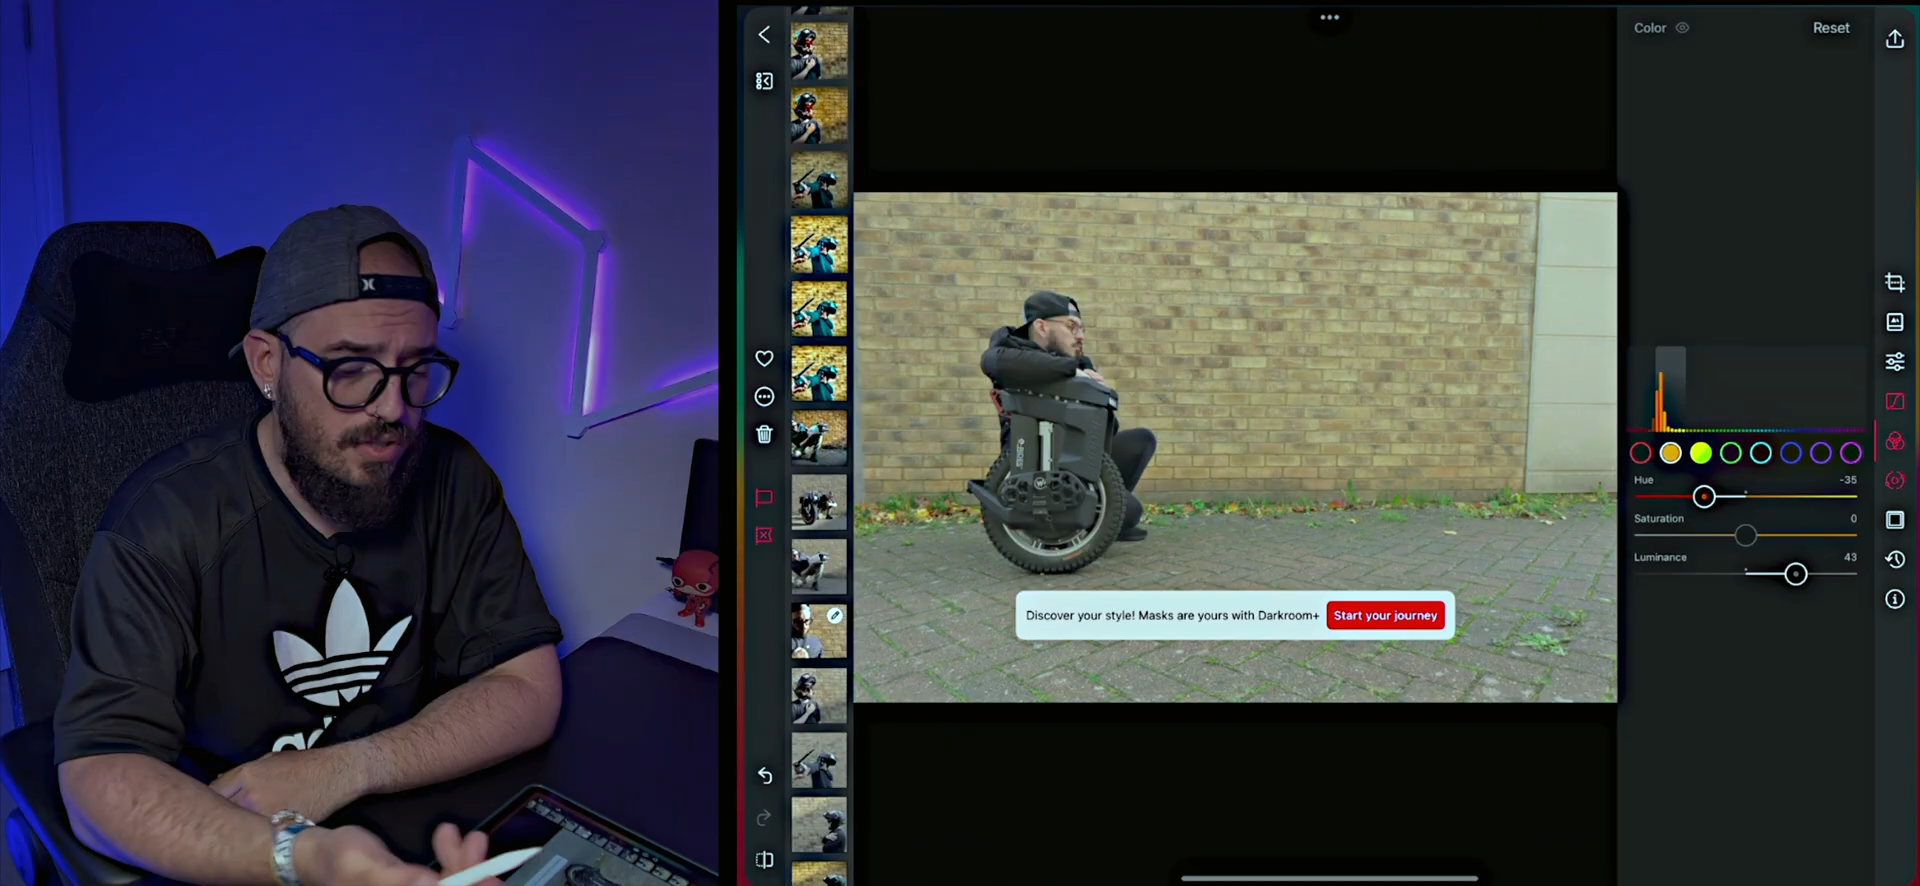 Color
Reset
Hue
-35
Saturation
0
Luminance
43
Discover your style! Masks are yours with Darkroom+
Start your journey